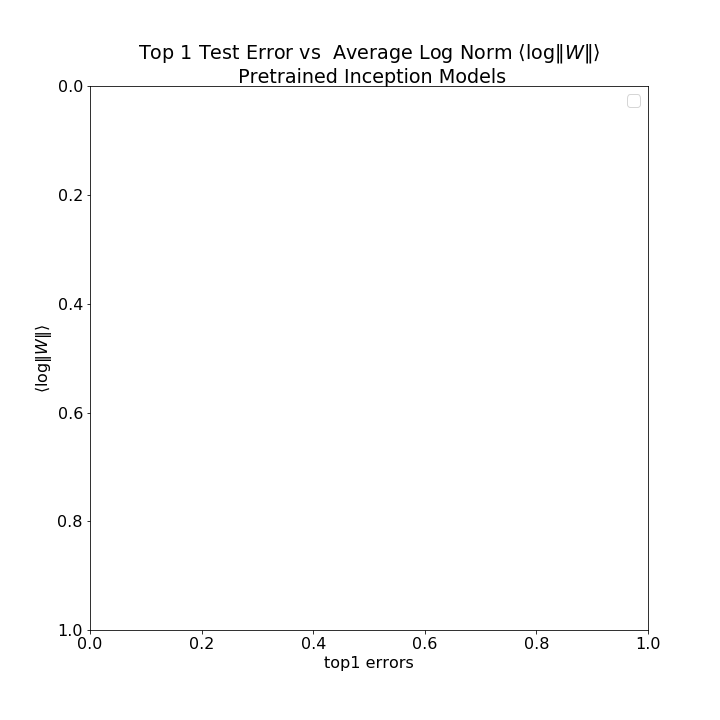 Top 1 Test Error vs  Average Log Norm ⟨log‖W‖⟩
Pretrained Inception Models
0.0
0.2
0.4
0.6
0.8
1.0
⟨log‖W‖⟩
0.0 0.2 0.4 0.6 0.8 1.0
top1 errors